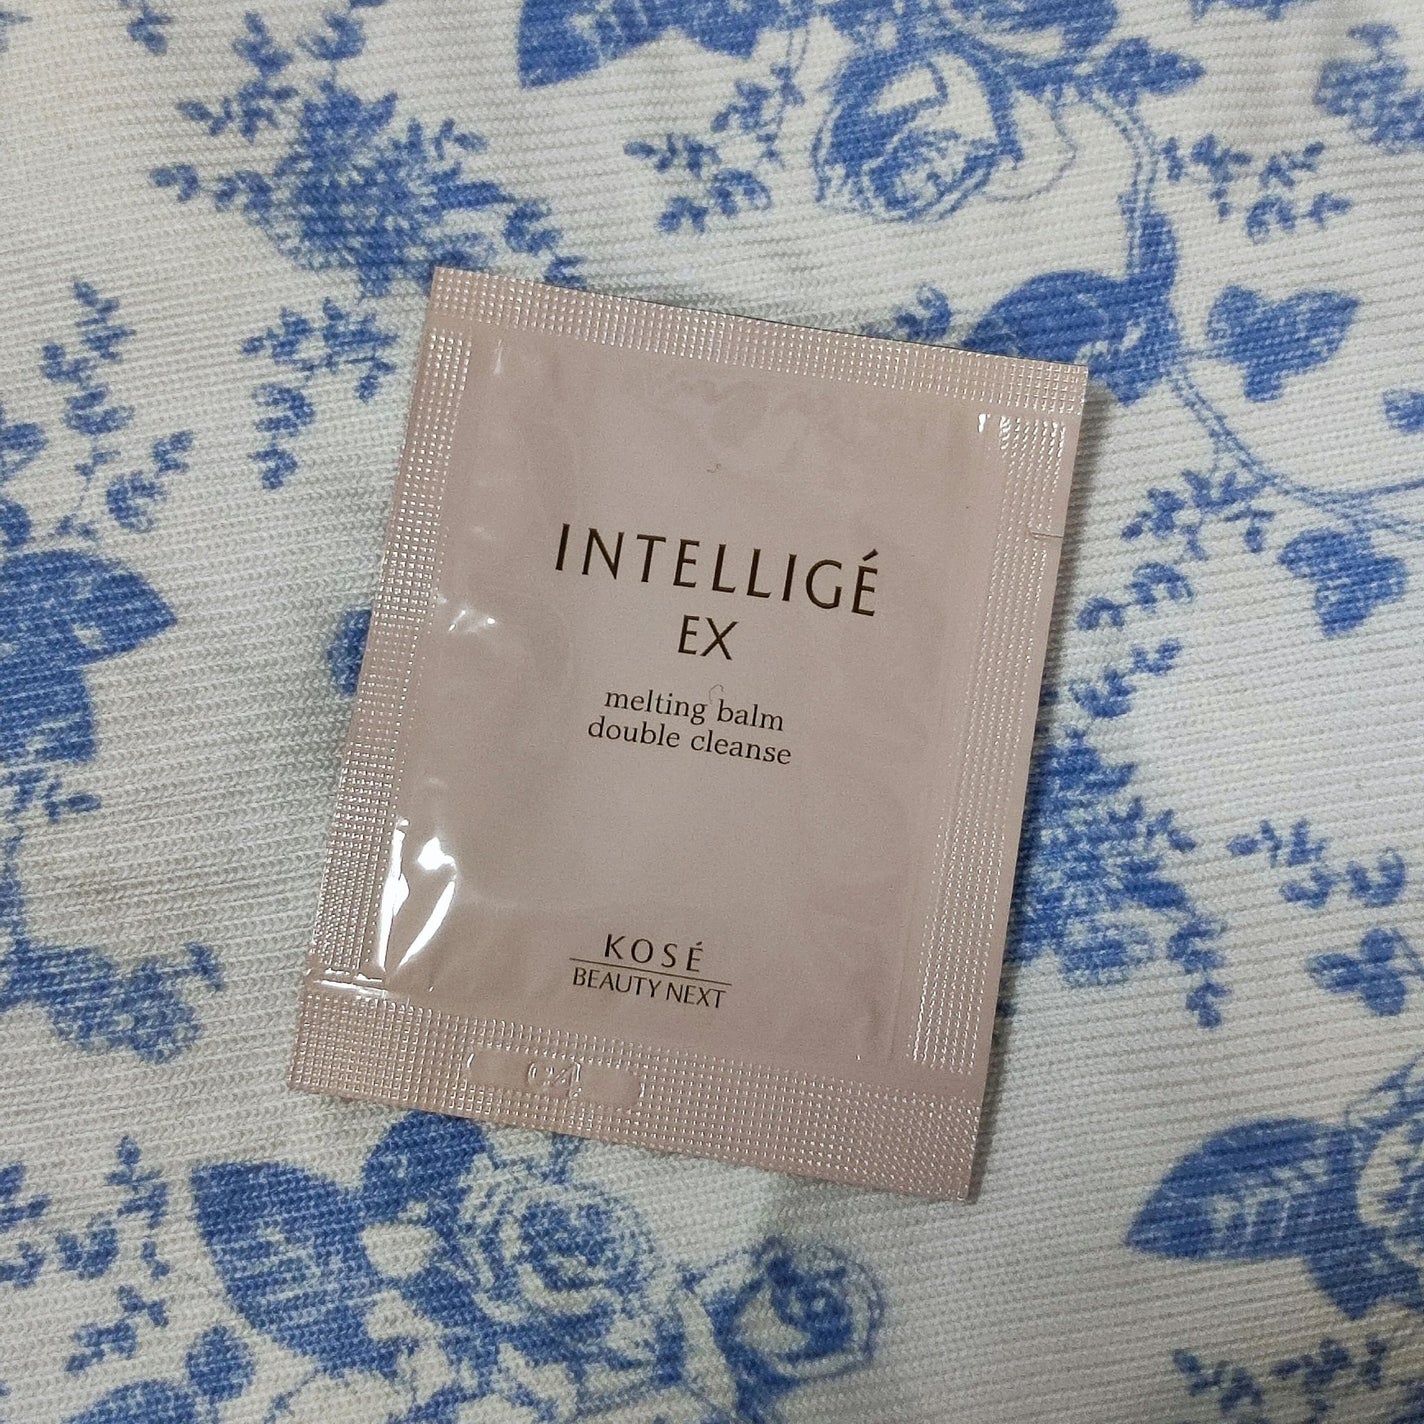 INTELLIGÉ
EX
melting balm
double cleanse
KOSÉ
BEAUTY NEXT